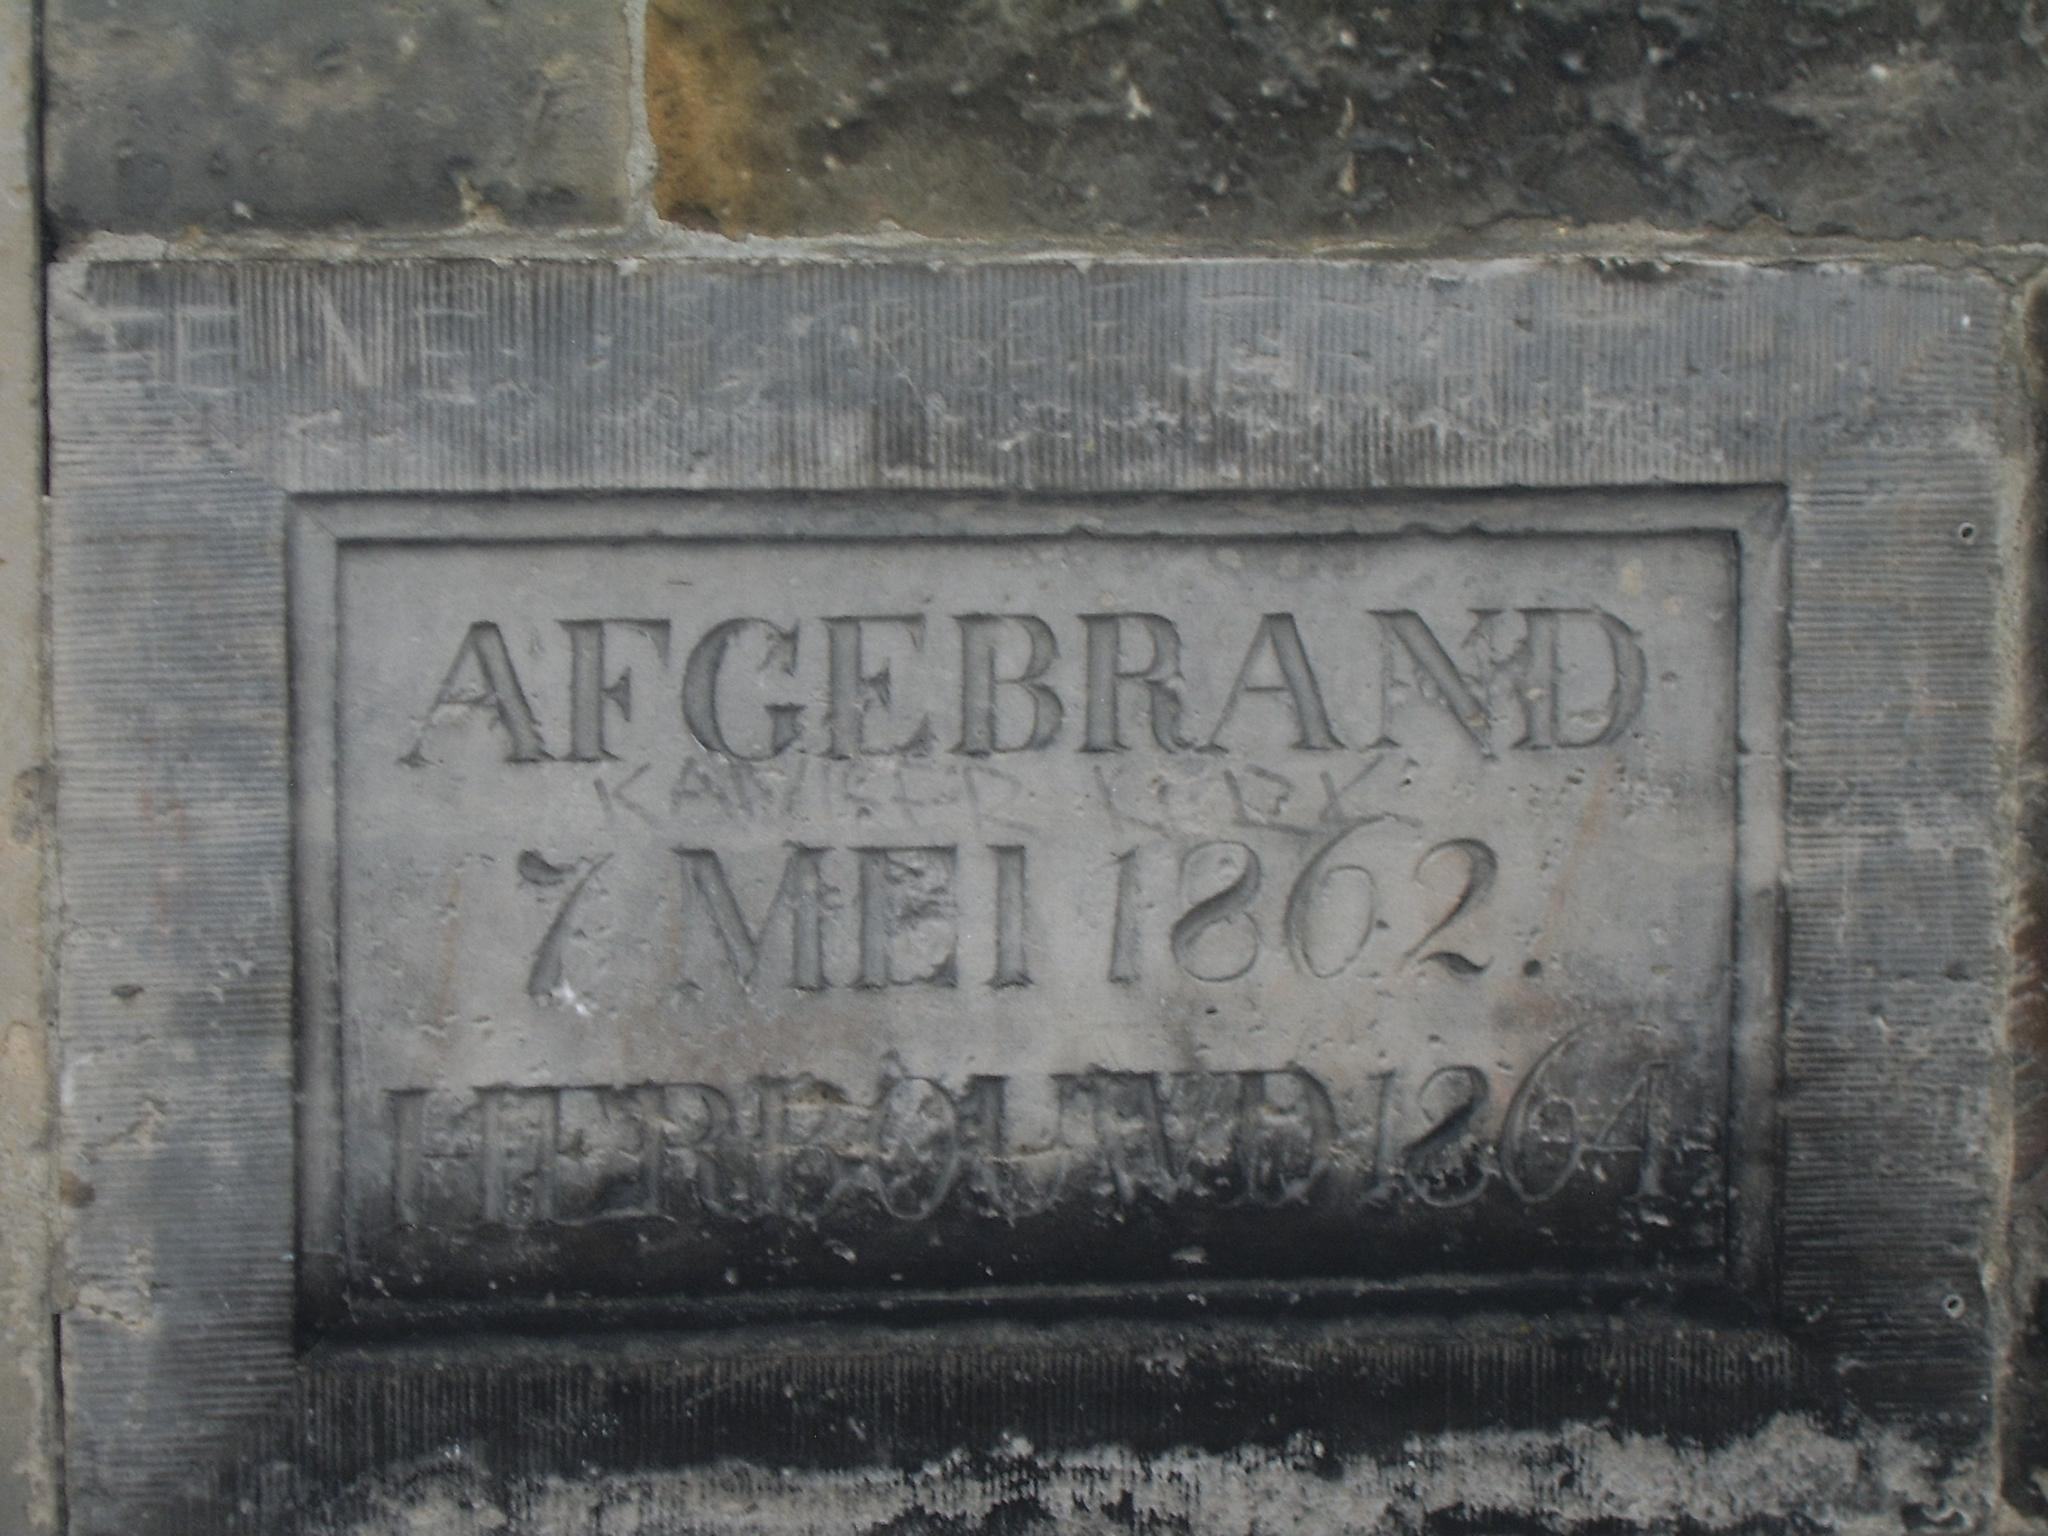 AFGEBRAND
7 MEI 1862.
HERBOUWD 1864